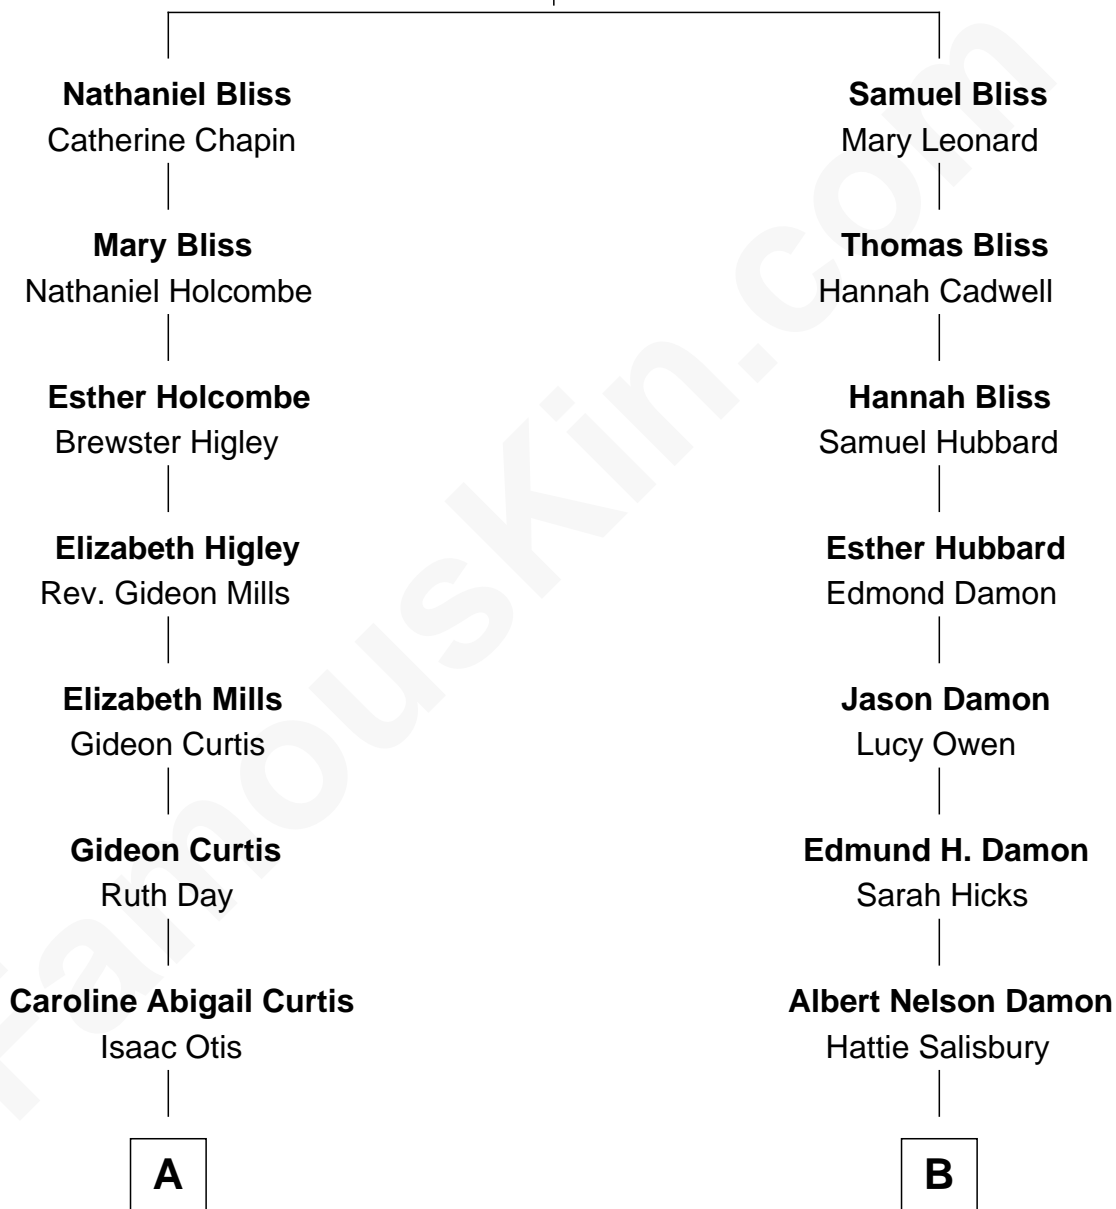 Nathaniel Bliss
Catherine Chapin
Mary Bliss
Nathaniel Holcombe
Esther Holcombe
Brewster Higley
Elizabeth Higley
Rev. Gideon Mills
Elizabeth Mills
Gideon Curtis
Gideon Curtis
Ruth Day
Caroline Abigail Curtis
Isaac Otis
A
Samuel Bliss
Mary Leonard
Thomas Bliss
Hannah Cadwell
Hannah Bliss
Samuel Hubbard
Esther Hubbard
Edmond Damon
Jason Damon
Lucy Owen
Edmund H. Damon
Sarah Hicks
Albert Nelson Damon
Hattie Salisbury
B
FamousKin.com